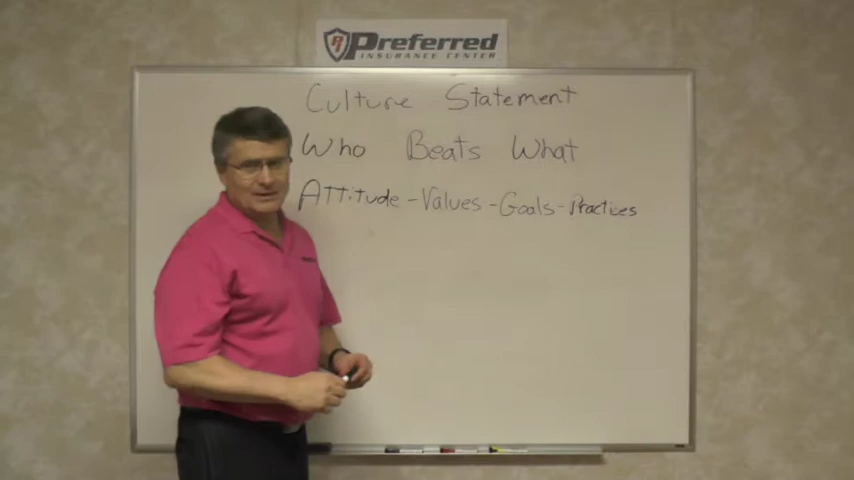 Preferred
INSURANCE CENTER
Culture Statement
Who Beats What
Attitude - Values - Goals - Practices